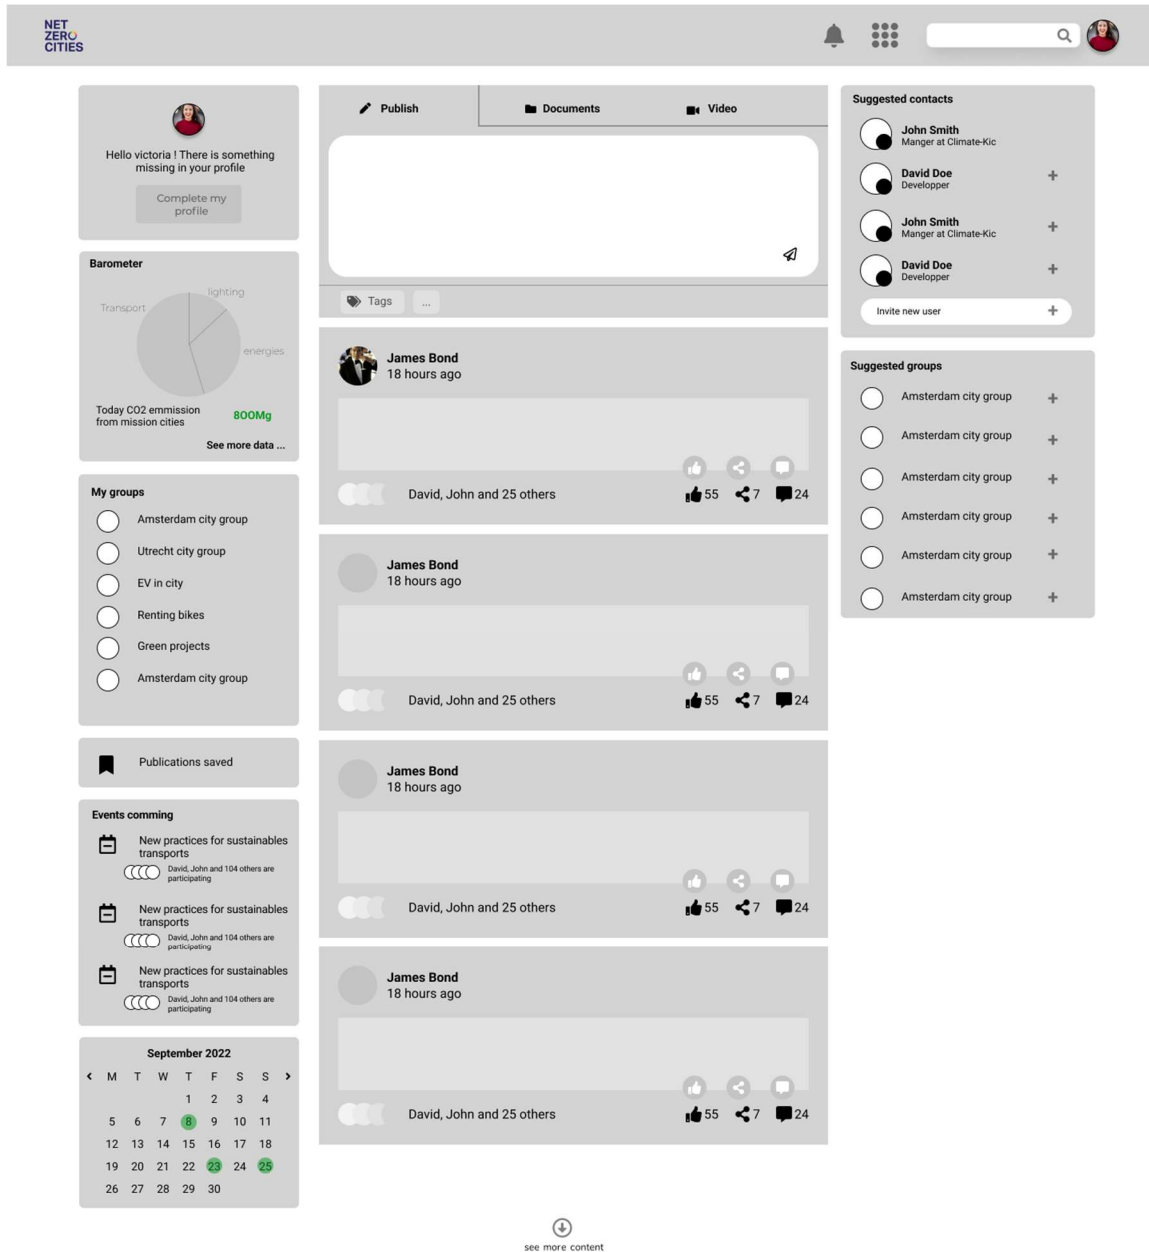 NET
ZERO
CITIES
Hello victoria ! There is something
missing in your profile
Complete my
profile
Barometer
lighting
Transport
energies
Today CO2 emmission
from mission cities
800Mg
See more data ...
My groups
Amsterdam city group
Utrecht city group
EV in city
Renting bikes
Green projects
Amsterdam city group
Publications saved
Events comming
New practices for sustainables
transports
David, John and 104 others are
participating
New practices for sustainables
transports
David, John and 104 others are
participating
New practices for sustainables
transports
David, John and 104 others are
participating
September 2022
< M T W T F S S >
1 2 3 4
5 6 7 8 9 10 11
12 13 14 15 16 17 18
19 20 21 22 23 24 25
26 27 28 29 30
Publish Documents Video
Tags ...
James Bond
18 hours ago
David, John and 25 others 55 7 24
James Bond
18 hours ago
David, John and 25 others 55 7 24
James Bond
18 hours ago
David, John and 25 others 55 7 24
James Bond
18 hours ago
David, John and 25 others 55 7 24
Suggested contacts
John Smith
Manger at Climate-Kic
David Doe
Developper
+
John Smith
Manger at Climate-Kic
+
David Doe
Developper
+
Invite new user +
Suggested groups
Amsterdam city group +
Amsterdam city group +
Amsterdam city group +
Amsterdam city group +
Amsterdam city group +
Amsterdam city group +
see more content